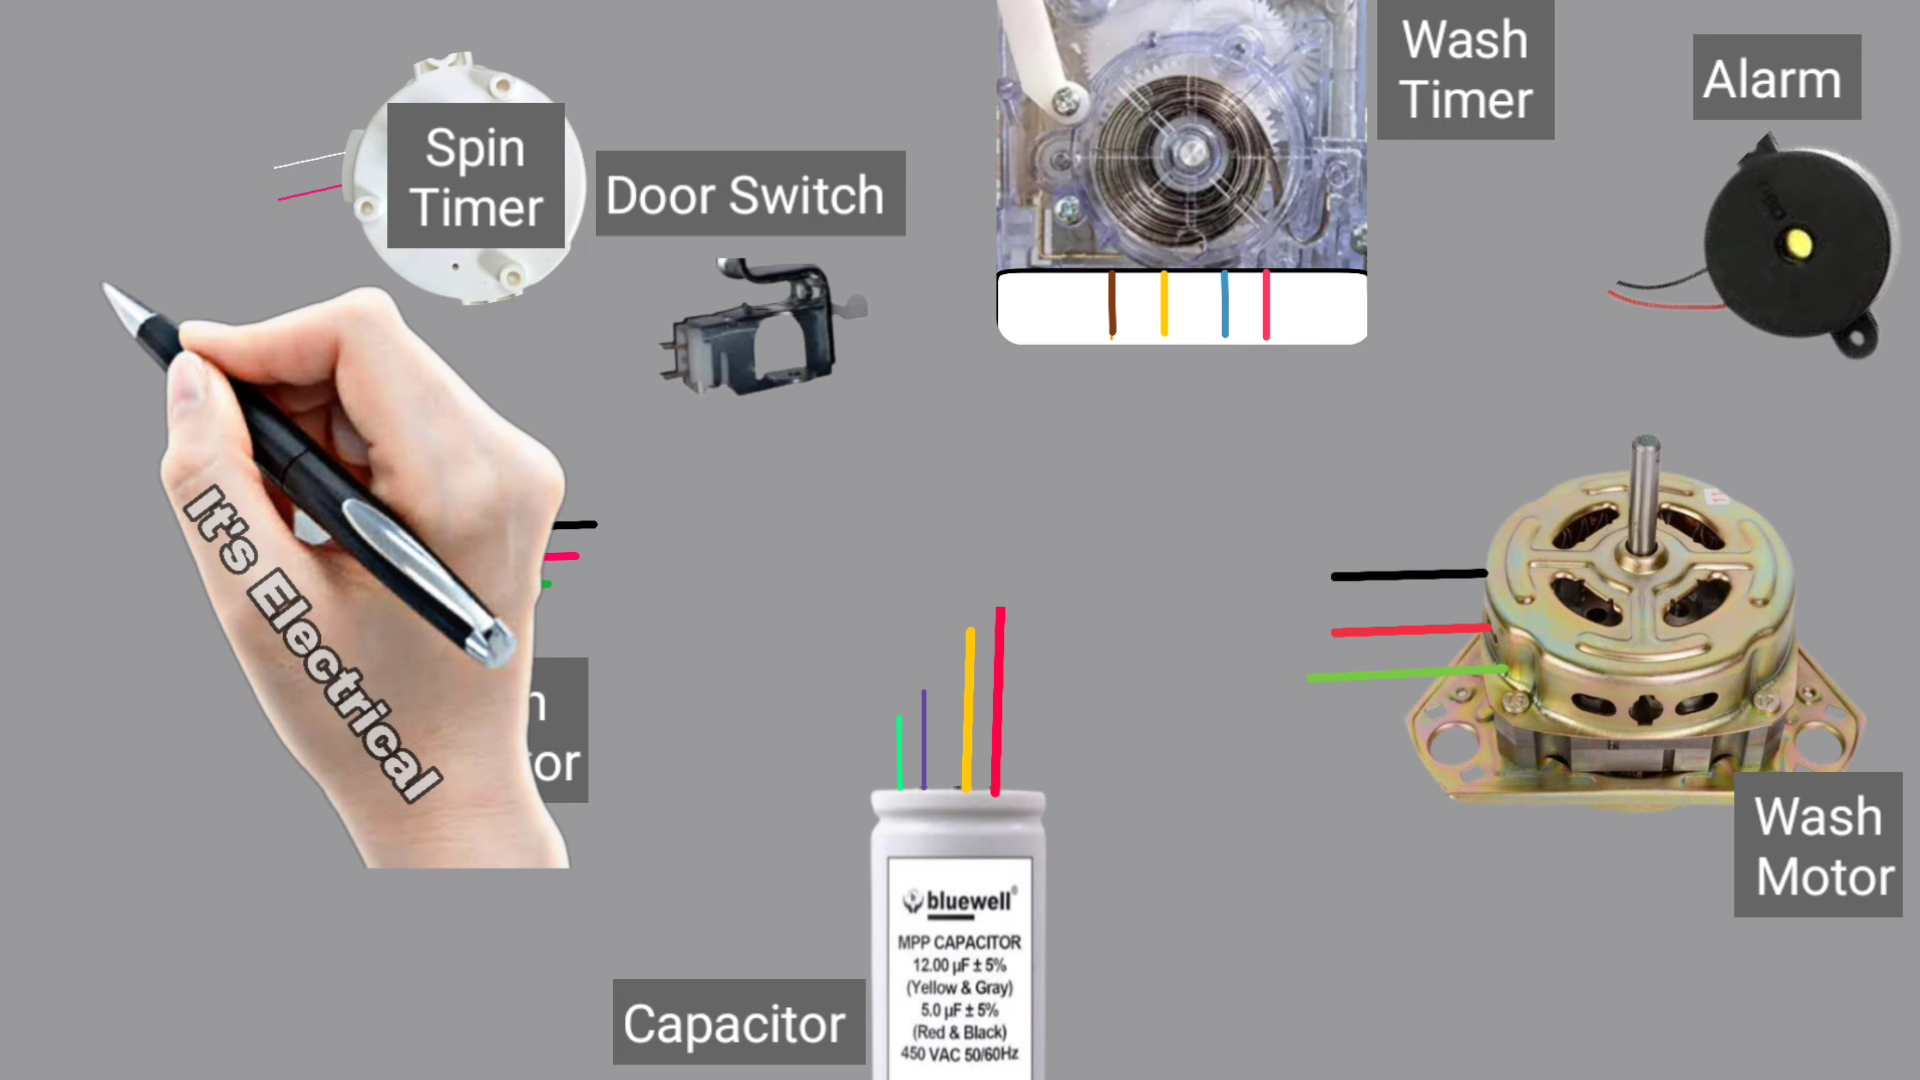 Spin
Timer
Door Switch
Wash
Timer
Alarm
It's Electrical
Wash
Motor
Capacitor
bluewell®
MPP CAPACITOR
12.00 µF ± 5%
(Yellow & Gray)
5.0 µF ± 5%
(Red & Black)
450 VAC 50/60Hz